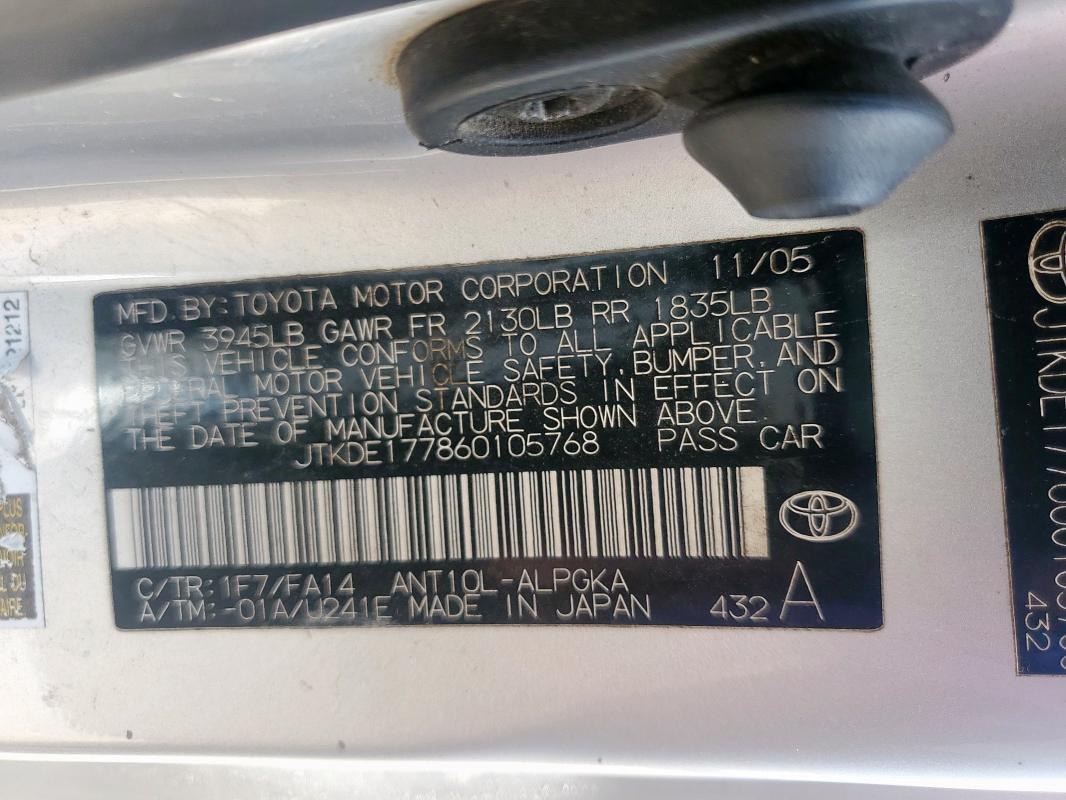 MFD. BY: TOYOTA MOTOR CORPORATION 11/05
GVWR 3945LB GAWR FR 2130LB RR 1835LB
THIS VEHICLE CONFORMS TO ALL APPLICABLE
FEDERAL MOTOR VEHICLE SAFETY, BUMPER, AND
THEFT PREVENTION STANDARDS IN EFFECT ON
THE DATE OF MANUFACTURE SHOWN ABOVE.
JTKDE177860105768 PASS CAR
C/TR: 1F7/FA14 ANT10L-ALPGKA
A/TM: -01A/U241E MADE IN JAPAN 432 A
432
PLUS